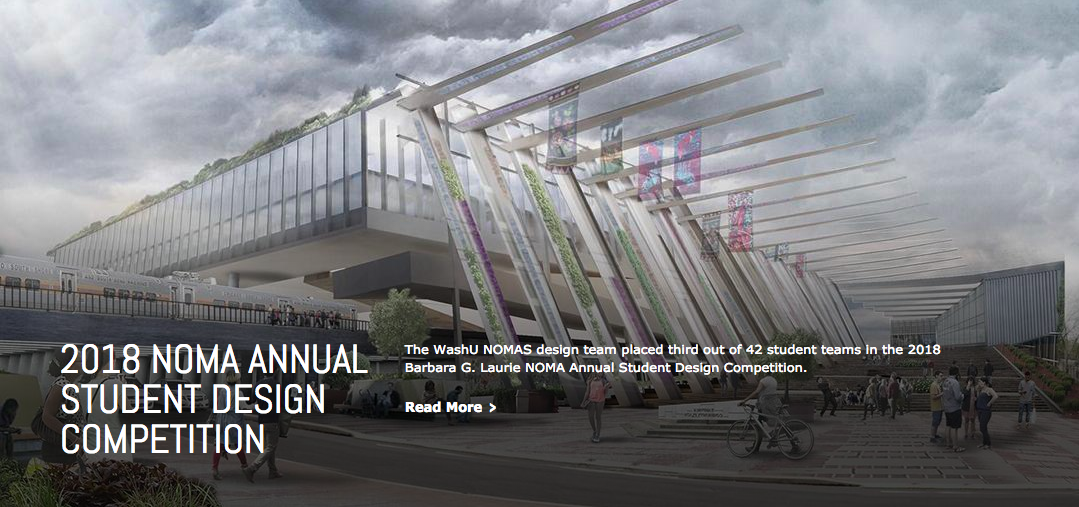 2018 NOMA ANNUAL
STUDENT DESIGN
COMPETITION
The WashU NOMAS design team placed third out of 42 student teams in the 2018
Barbara G. Laurie NOMA Annual Student Design Competition.
Read More >